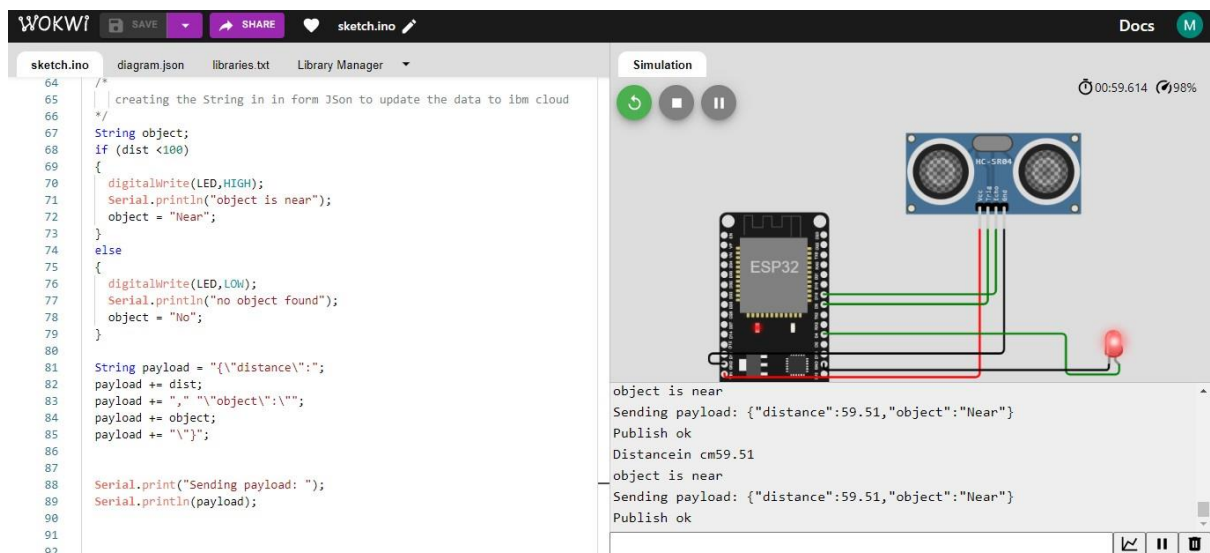 WOKWi SAVE SHARE sketch.ino Docs M
sketch.ino diagram.json libraries.txt Library Manager
64 /*
65 creating the String in in form JSon to update the data to ibm cloud
66 */
67 String object;
68 if (dist <100)
69 {
70 digitalWrite(LED,HIGH);
71 Serial.println("object is near");
72 object = "Near";
73 }
74 else
75 {
76 digitalWrite(LED,LOW);
77 Serial.println("no object found");
78 object = "No";
79 }
80
81 String payload = "{\"distance\":";
82 payload += dist;
83 payload += "," "\"object\":\"";
84 payload += object;
85 payload += "\"}";
86
87
88 Serial.print("Sending payload: ");
89 Serial.println(payload);
90
91
92
Simulation
00:59.614 98%
HC-SR04
Vcc
Trig
Echo
Gnd
ESP32
object is near
Sending payload: {"distance":59.51,"object":"Near"}
Publish ok
Distancein cm59.51
object is near
Sending payload: {"distance":59.51,"object":"Near"}
Publish ok